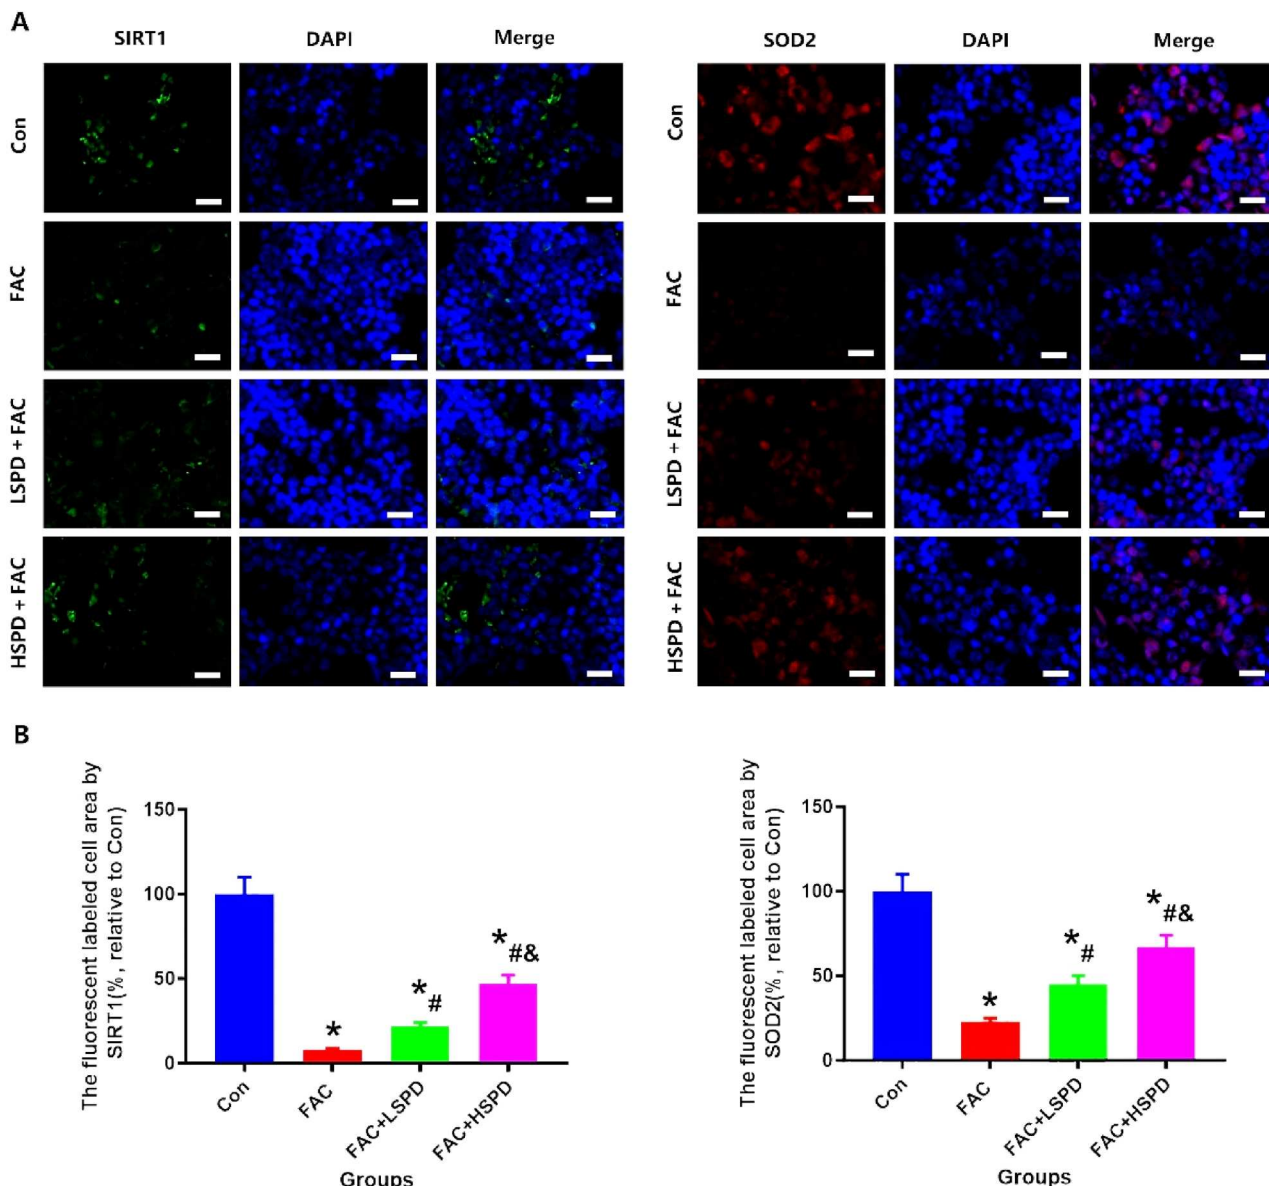 A
SIRT1 DAPI Merge
SOD2 DAPI Merge
Con
FAC
LSPD + FAC
HSPD + FAC
Con
FAC
LSPD + FAC
HSPD + FAC
B
The fluorescent labeled cell area by
SIRT1(%, relative to Con)
150
100
50
0
*
*#
*#&
Con
FAC
FAC+LSPD
FAC+HSPD
Groups
The fluorescent labeled cell area by
SOD2(%, relative to Con)
150
100
50
0
*
*#
*#&
Con
FAC
FAC+LSPD
FAC+HSPD
Groups